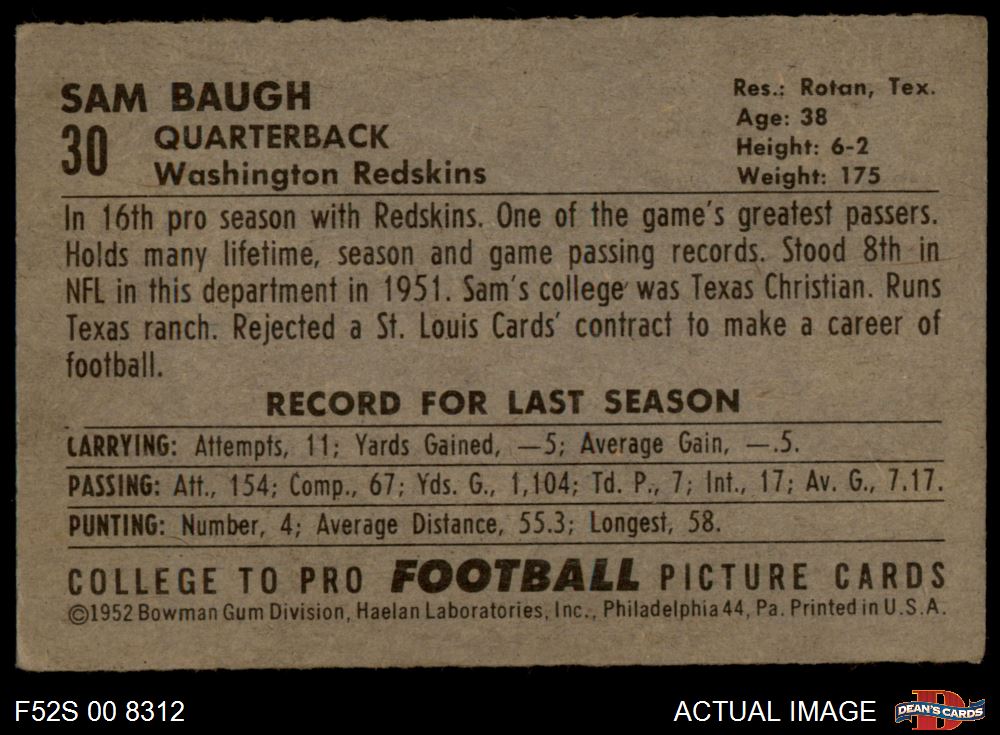 SAM BAUGH
30
QUARTERBACK
Washington Redskins
Res.: Rotan, Tex.
Age: 38
Height: 6-2
Weight: 175
In 16th pro season with Redskins. One of the game's greatest passers.
Holds many lifetime, season and game passing records. Stood 8th in
NFL in this department in 1951. Sam's college was Texas Christian. Runs
Texas ranch. Rejected a St. Louis Cards' contract to make a career of
football.
RECORD FOR LAST SEASON
CARRYING: Attempts, 11; Yards Gained, —5; Average Gain, —.5.
PASSING: Att., 154; Comp., 67; Yds. G., 1,104; Td. P., 7; Int., 17; Av. G., 7.17.
PUNTING: Number, 4; Average Distance, 55.3; Longest, 58.
COLLEGE TO PRO FOOTBALL PICTURE CARDS
©1952 Bowman Gum Division, Haelan Laboratories, Inc., Philadelphia 44, Pa. Printed in U.S.A.
F52S 00 8312
ACTUAL IMAGE
D
DEAN'S CARDS